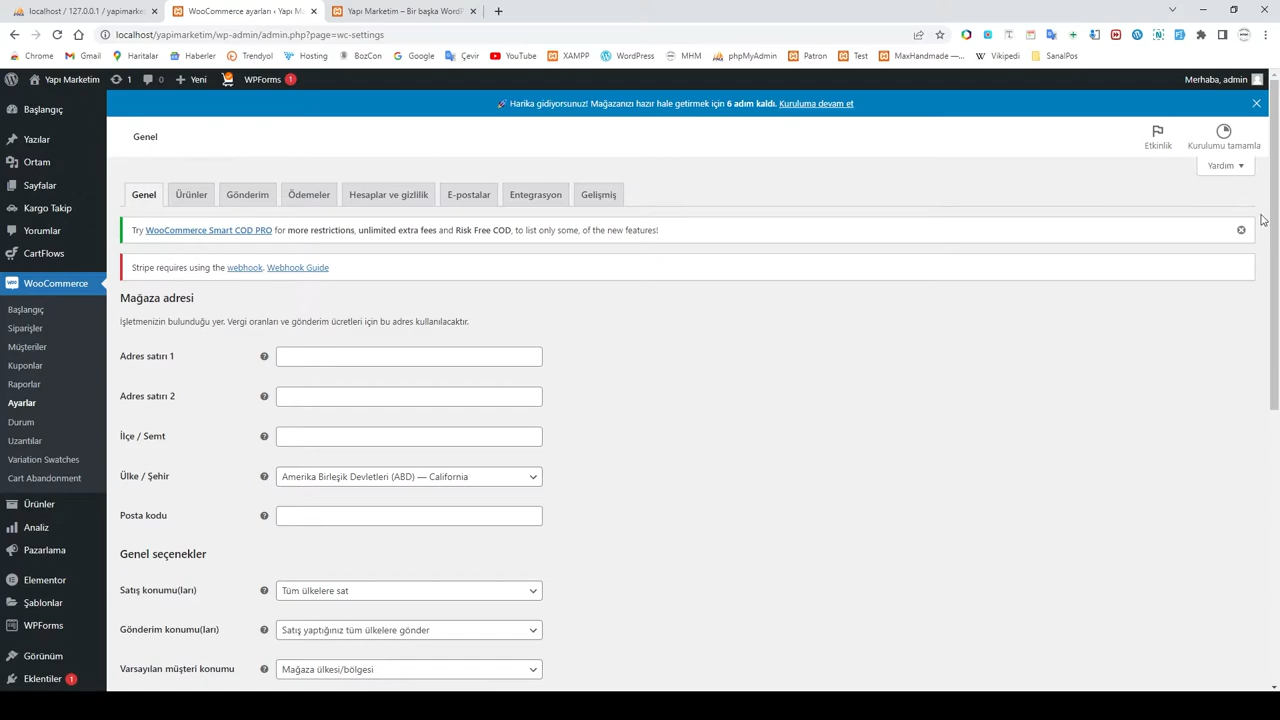 localhost / 127.0.0.1 / yapimarket
WooCommerce ayarları ‹ Yapı M
Yapı Marketim – Bir başka WordP
localhost/yapimarketim/wp-admin/admin.php?page=wc-settings
Chrome
Gmail
Haritalar
Haberler
Trendyol
Hosting
BozCon
Google
YouTube
XAMPP
WordPress
MHM
phpMyAdmin
Patron
Test
MaxHandmade —...
Vikipedi
SanalPos
Yapı Marketim
1
0
Yeni
WPForms 1
Merhaba, admin
Başlangıç
Yazılar
Ortam
Sayfalar
Kargo Takip
Yorumlar
CartFlows
WooCommerce
Başlangıç
Siparişler
Müşteriler
Kuponlar
Raporlar
Ayarlar
Durum
Uzantılar
Variation Swatches
Cart Abandonment
Ürünler
Analiz
Pazarlama
Elementor
Şablonlar
WPForms
Görünüm
Eklentiler 1
🚀 Harika gidiyorsunuz! Mağazanızı hazır hale getirmek için 6 adım kaldı. Kuruluma devam et
Genel
Etkinlik
Kurulumu tamamla
Yardım
Genel
Ürünler
Gönderim
Ödemeler
Hesaplar ve gizlilik
E-postalar
Entegrasyon
Gelişmiş
Try WooCommerce Smart COD PRO for more restrictions, unlimited extra fees and Risk Free COD, to list only some, of the new features!
Stripe requires using the webhook. Webhook Guide
Mağaza adresi
İşletmenizin bulunduğu yer. Vergi oranları ve gönderim ücretleri için bu adres kullanılacaktır.
Adres satırı 1
Adres satırı 2
İlçe / Semt
Ülke / Şehir
Amerika Birleşik Devletleri (ABD) — California
Posta kodu
Genel seçenekler
Satış konumu(ları)
Tüm ülkelere sat
Gönderim konumu(ları)
Satış yaptığınız tüm ülkelere gönder
Varsayılan müşteri konumu
Mağaza ülkesi/bölgesi